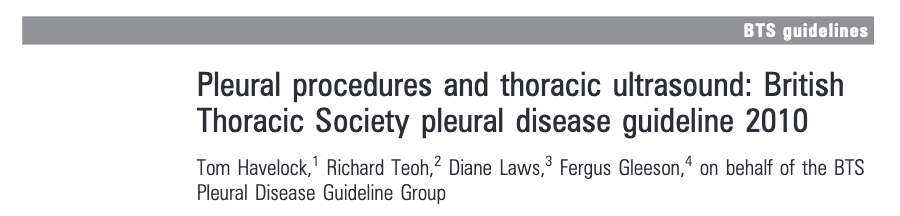 BTS guidelines
Pleural procedures and thoracic ultrasound: British
Thoracic Society pleural disease guideline 2010
Tom Havelock,1 Richard Teoh,2 Diane Laws,3 Fergus Gleeson,4 on behalf of the BTS
Pleural Disease Guideline Group